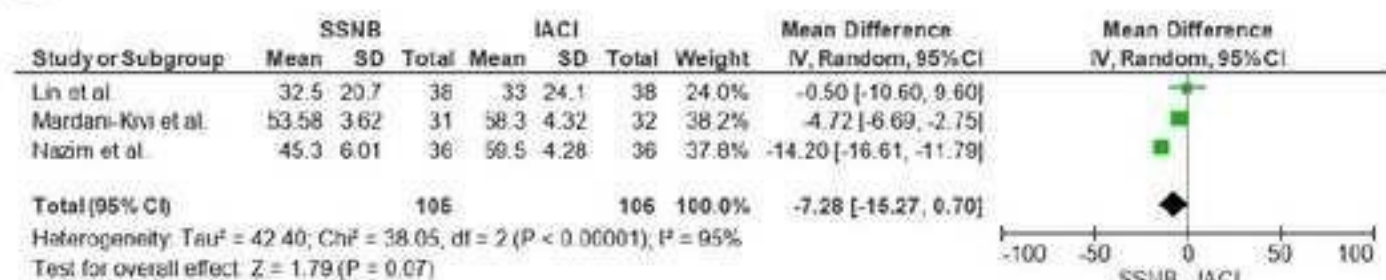 SSNB IACI Mean Difference Mean Difference
Study or Subgroup Mean SD Total Mean SD Total Weight IV, Random, 95% CI IV, Random, 95% CI
Lin et al. 32.5 20.7 38 33 24.1 38 24.0% -0.50 [-10.60, 9.60]
Mardani-Kivi et al. 53.58 3.62 31 58.3 4.32 32 38.2% -4.72 [-6.69, -2.75]
Nazim et al. 45.3 6.01 36 59.5 4.28 36 37.8% -14.20 [-16.61, -11.79]
Total (95% CI) 105 106 100.0% -7.28 [-15.27, 0.70]
Heterogeneity: Tau² = 42.40; Chi² = 38.05, df = 2 (P < 0.00001); I² = 95%
Test for overall effect: Z = 1.79 (P = 0.07)
-100 -50 0 50 100
SSNB IACI